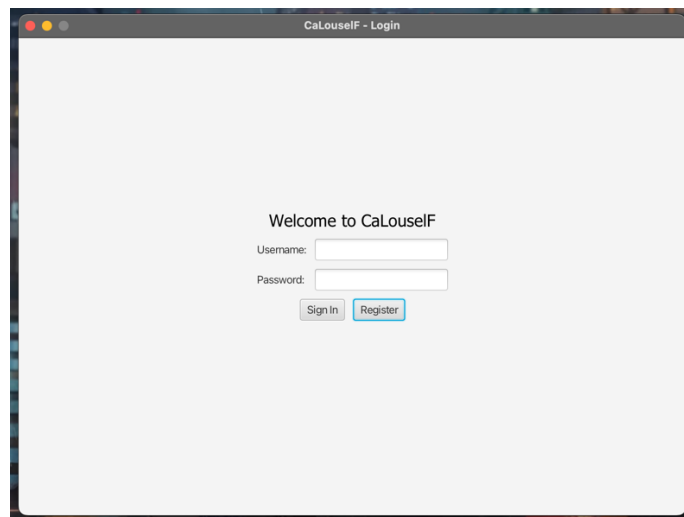 CaLouselF - Login
Welcome to CaLouselF
Username:
Password:
Sign In Register